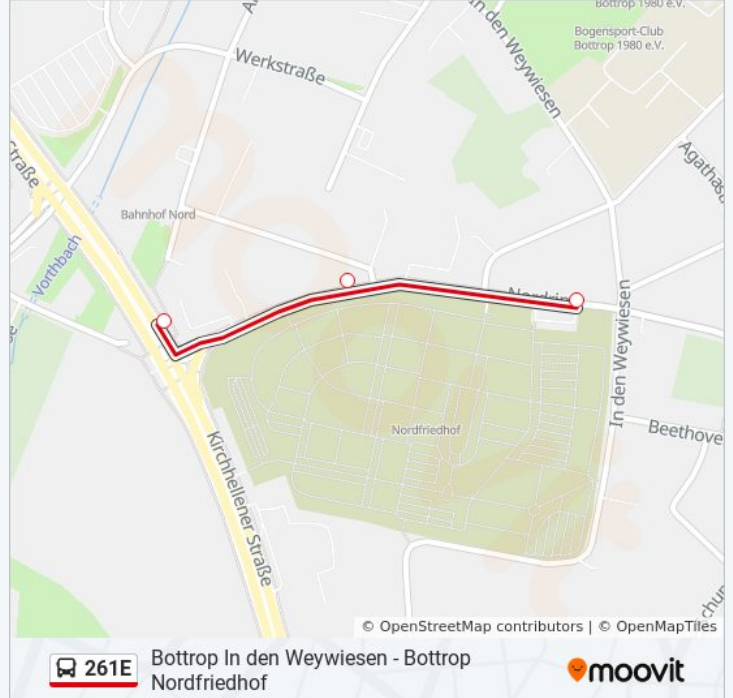 Bottrop 1980 e.V.
In den Weywiesen
Bogensport-Club
Bottrop 1980 e.V.
Werkstraße
Straße
Bahnhof Nord
Vorthbach
Nordring
In den Weywiesen
Nordfriedhof
Beethove
Kirchhellener Straße
© OpenStreetMap contributors | © OpenMapTiles
261E
Bottrop In den Weywiesen - Bottrop
Nordfriedhof
moovit